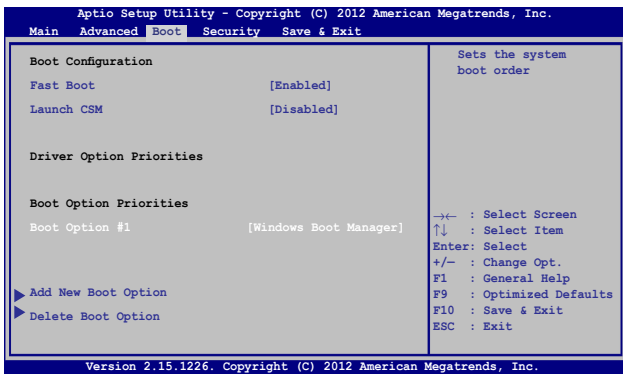 Aptio Setup Utility - Copyright (C) 2012 American Megatrends, Inc.
Main Advanced Boot Security Save & Exit
Boot Configuration
Fast Boot [Enabled]
Launch CSM [Disabled]
Driver Option Priorities
Boot Option Priorities
Boot Option #1 [Windows Boot Manager]
Add New Boot Option
Delete Boot Option
Sets the system
boot order
→← : Select Screen
↑↓ : Select Item
Enter: Select
+/— : Change Opt.
F1 : General Help
F9 : Optimized Defaults
F10 : Save & Exit
ESC : Exit
Version 2.15.1226. Copyright (C) 2012 American Megatrends, Inc.